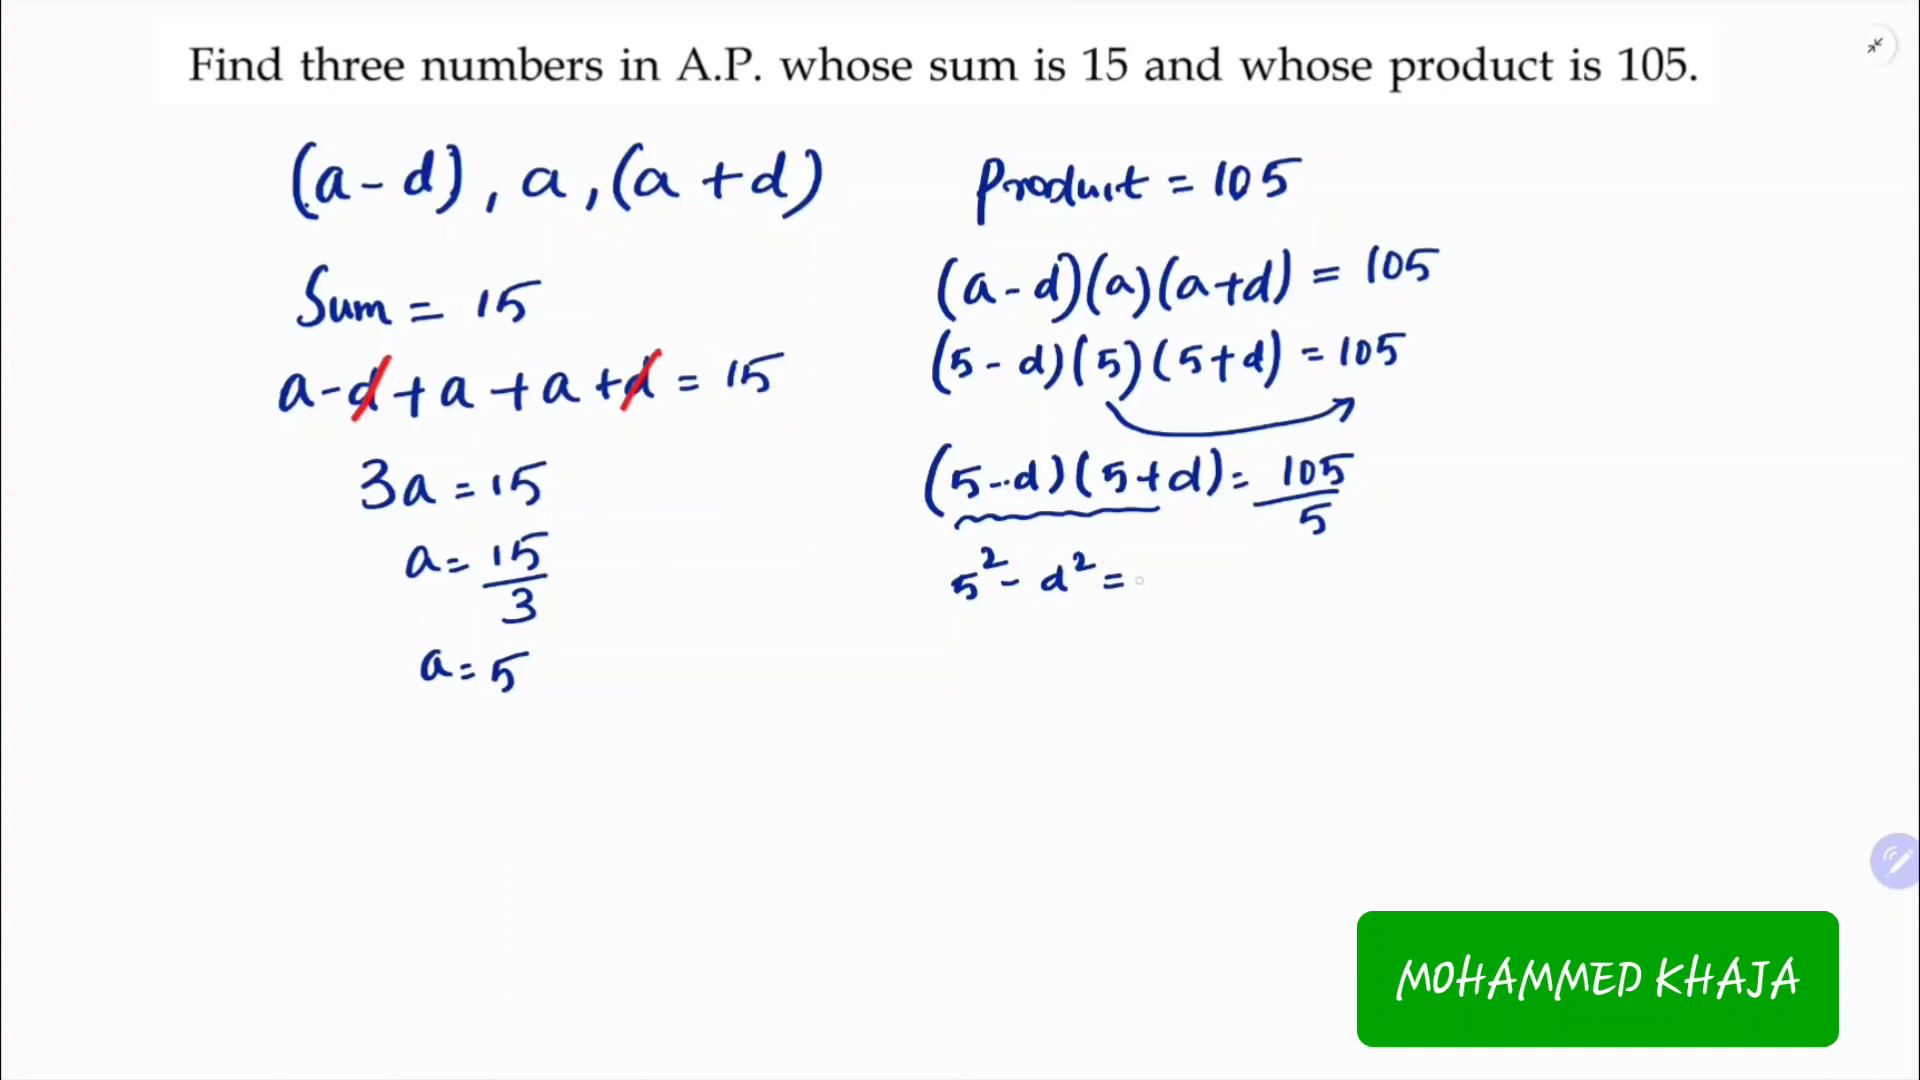 Find three numbers in A.P. whose sum is 15 and whose product is 105.
(a-d), a, (a+d)
Sum = 15
a-d+a+a+d = 15
3a = 15
a = 15/3
a = 5
Product = 105
(a-d)(a)(a+d) = 105
(5-d)(5)(5+d) = 105
(5-d)(5+d) = 105/5
5² - d² =
MOHAMMED KHAJA